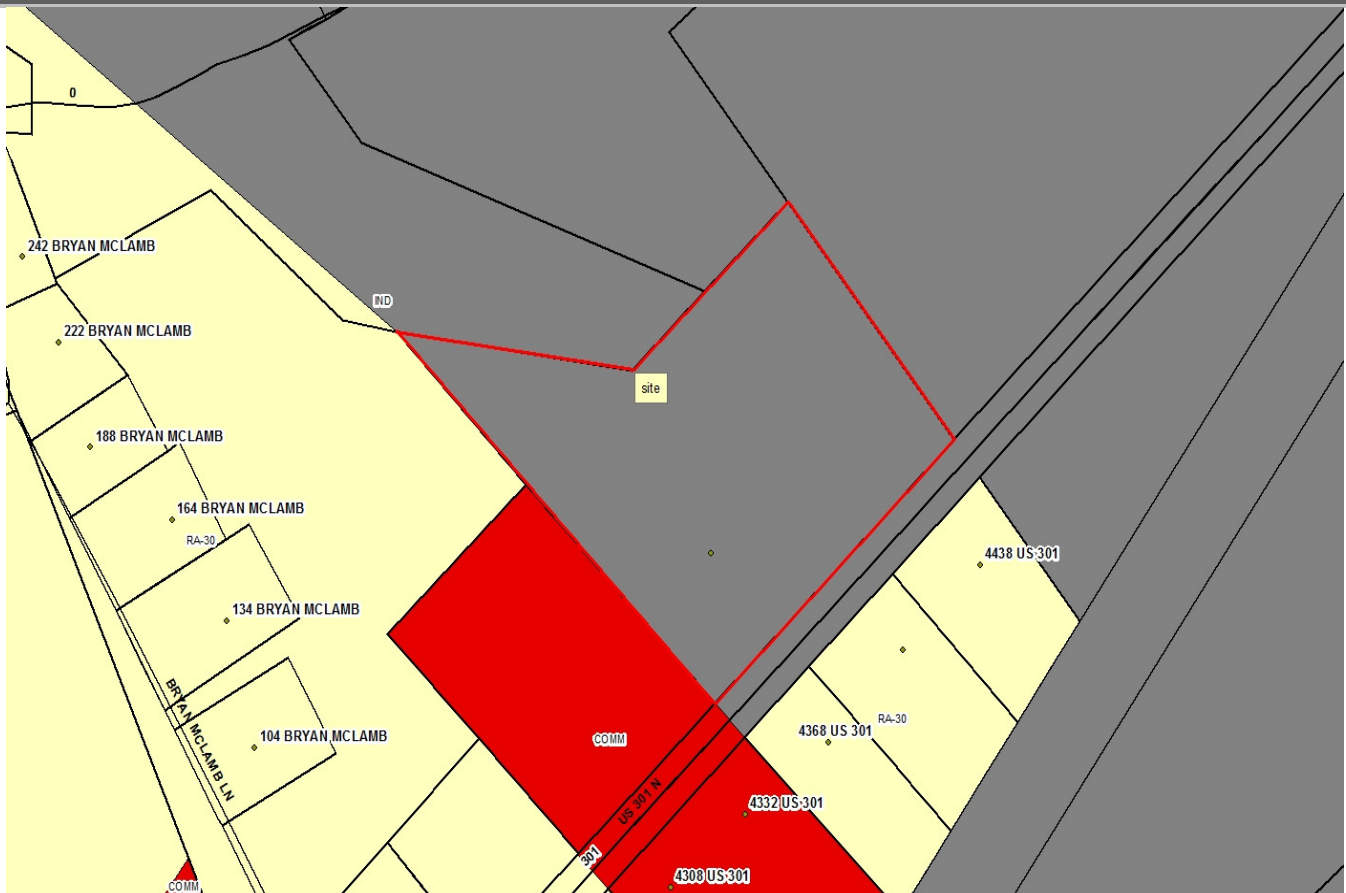 0
242 BRYAN MCLAMB
IND
222 BRYAN MCLAMB
site
188 BRYAN MCLAMB
164 BRYAN MCLAMB
RA-30
4438 US 301
134 BRYAN MCLAMB
BRYAN MCLAMB LN
RA-30
4368 US 301
104 BRYAN MCLAMB
COMM
US 301 N
4332 US 301
301
4308 US 301
COMM